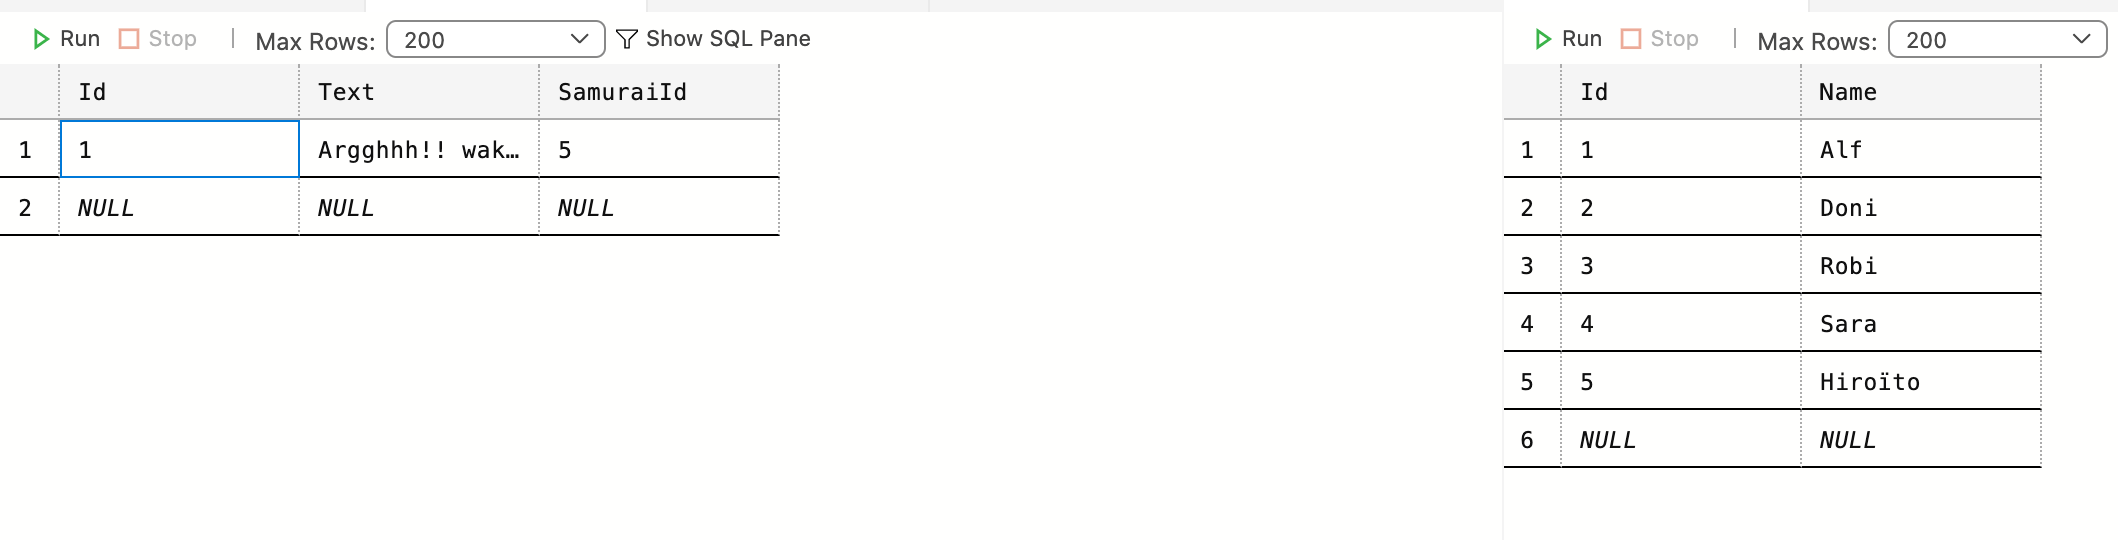 Run Stop | Max Rows: 200 Show SQL Pane
Id Text SamuraiId
1 1 Argghhh!! wak… 5
2 NULL NULL NULL
Run Stop | Max Rows: 200
Id Name
1 1 Alf
2 2 Doni
3 3 Robi
4 4 Sara
5 5 Hiroïto
6 NULL NULL